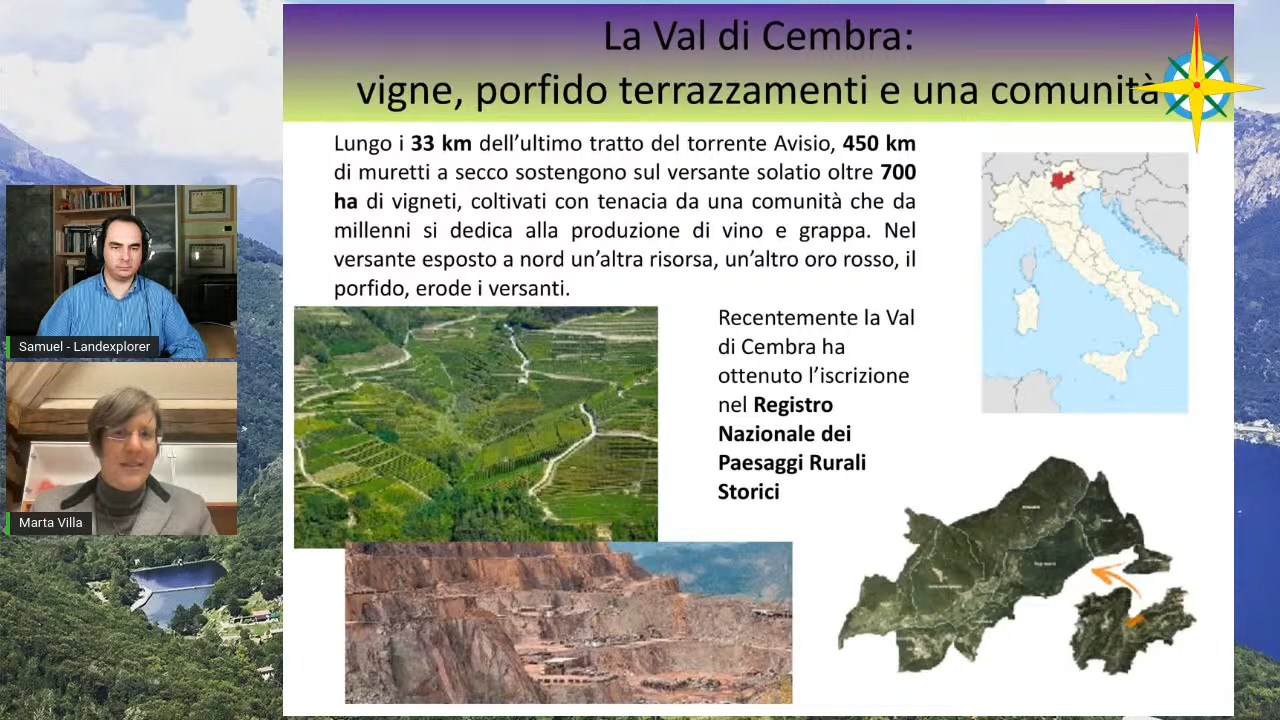 La Val di Cembra:
vigne, porfido terrazzamenti e una comunità
Lungo i 33 km dell’ultimo tratto del torrente Avisio, 450 km
di muretti a secco sostengono sul versante solatio oltre 700
ha di vigneti, coltivati con tenacia da una comunità che da
millenni si dedica alla produzione di vino e grappa. Nel
versante esposto a nord un’altra risorsa, un’altro oro rosso, il
porfido, erode i versanti.
Recentemente la Val
di Cembra ha
ottenuto l’iscrizione
nel Registro
Nazionale dei
Paesaggi Rurali
Storici
Samuel - Landexplorer
Marta Villa